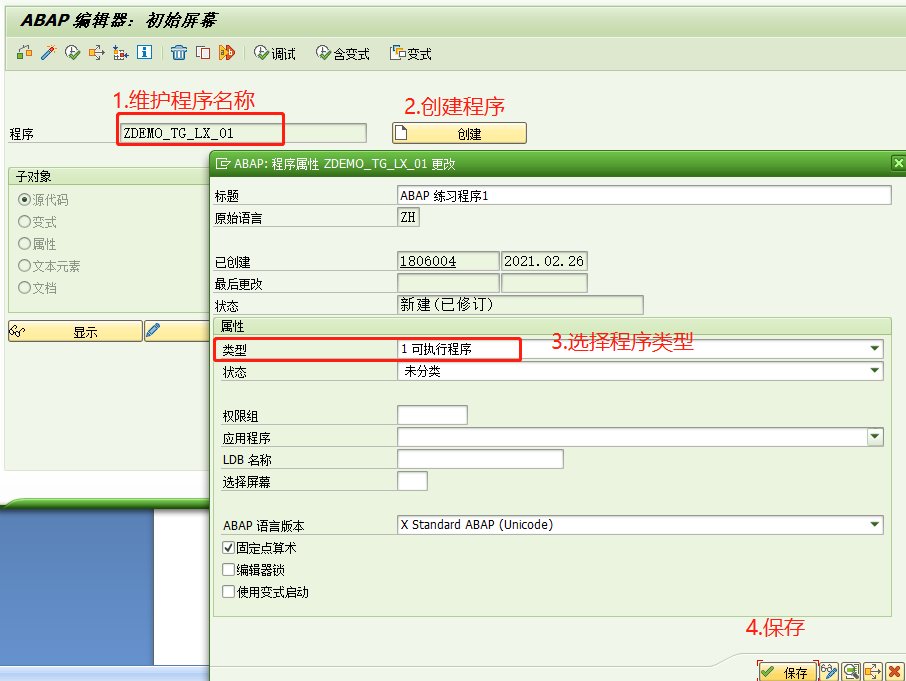 ABAP 编辑器：初始屏幕
调试 含变式 变式
1.维护程序名称
2.创建程序
程序 ZDEMO_TG_LX_01 创建
ABAP: 程序属性 ZDEMO_TG_LX_01 更改
子对象
源代码
变式
属性
文本元素
文档
显示
标题 ABAP 练习程序1
原始语言 ZH
已创建 1806004 2021.02.26
最后更改
状态 新建(已修订)
属性
类型 1 可执行程序
3.选择程序类型
状态 未分类
权限组
应用程序
LDB 名称
选择屏幕
ABAP 语言版本 X Standard ABAP (Unicode)
固定点算术
编辑器锁
使用变式启动
4.保存
保存